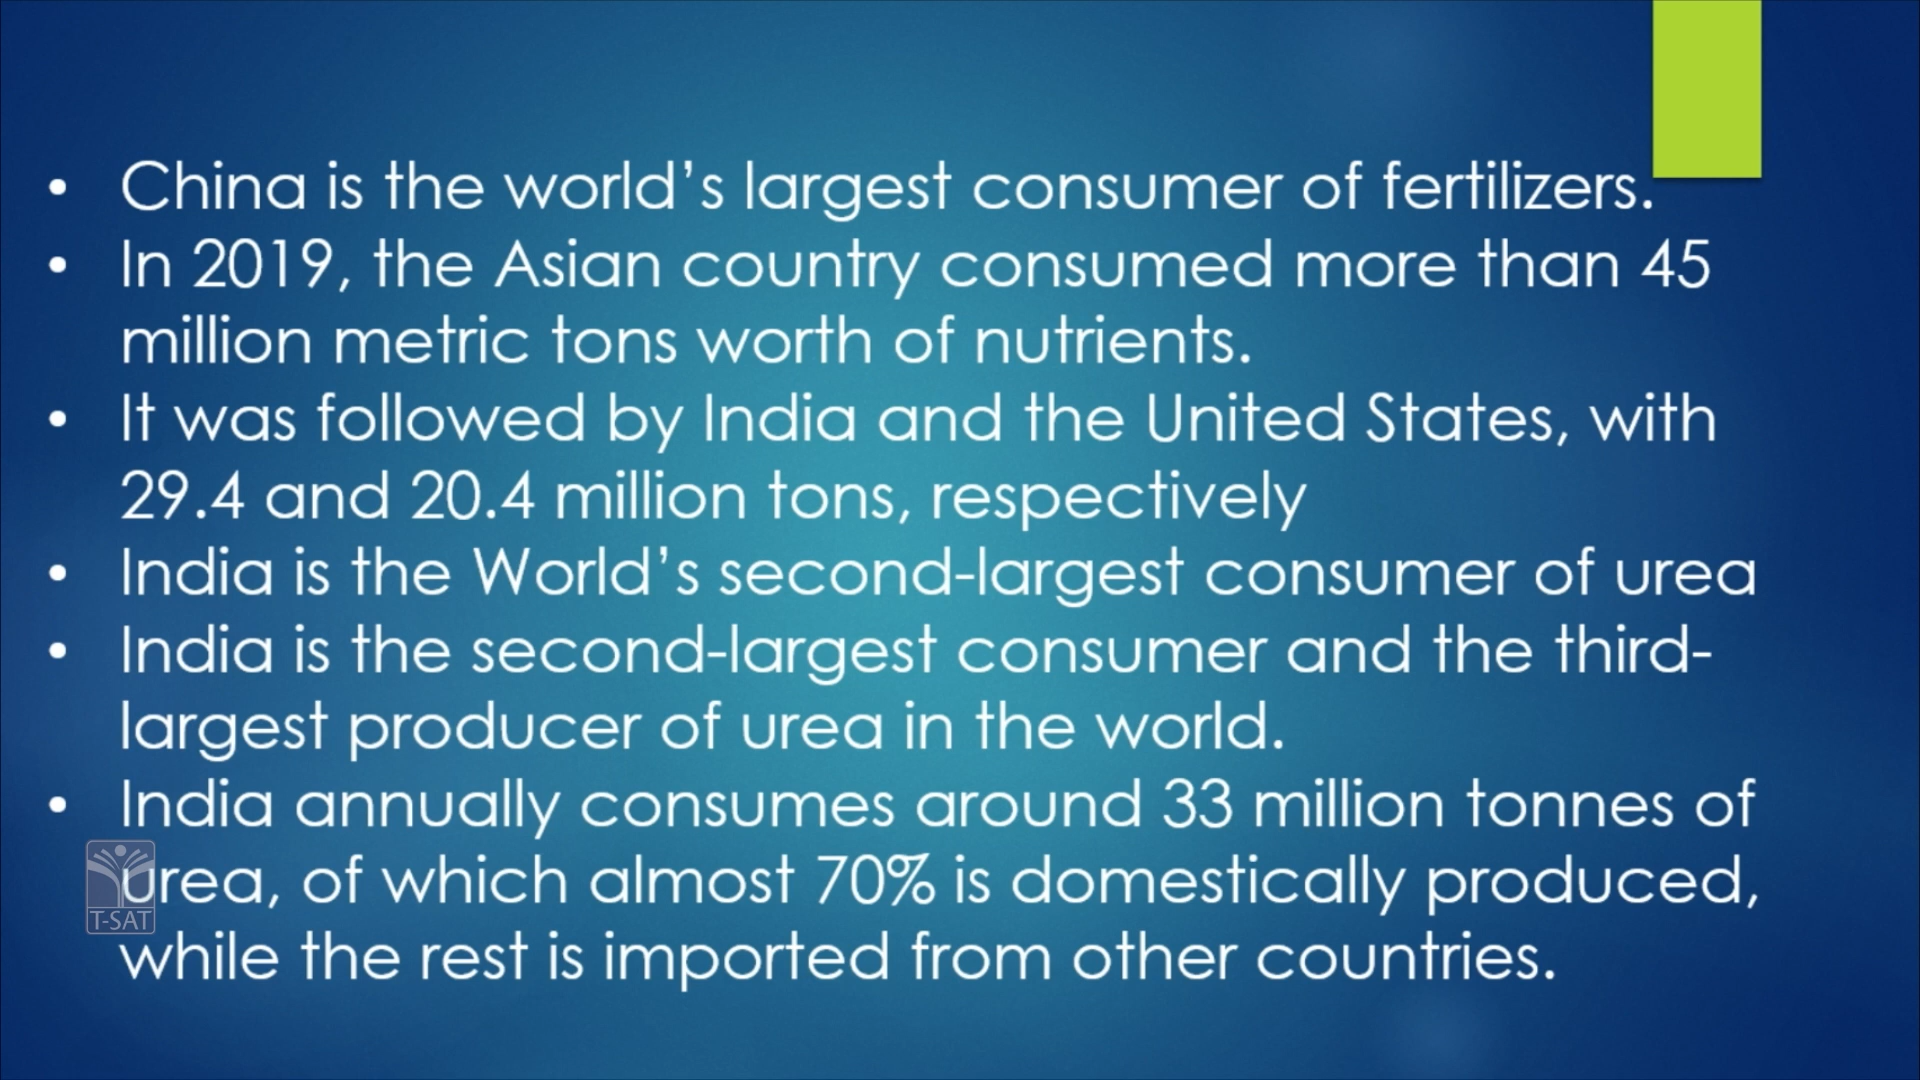 • China is the world’s largest consumer of fertilizers.
• In 2019, the Asian country consumed more than 45
million metric tons worth of nutrients.
• It was followed by India and the United States, with
29.4 and 20.4 million tons, respectively
• India is the World’s second-largest consumer of urea
• India is the second-largest consumer and the third-
largest producer of urea in the world.
• India annually consumes around 33 million tonnes of
urea, of which almost 70% is domestically produced,
T-SAT
while the rest is imported from other countries.